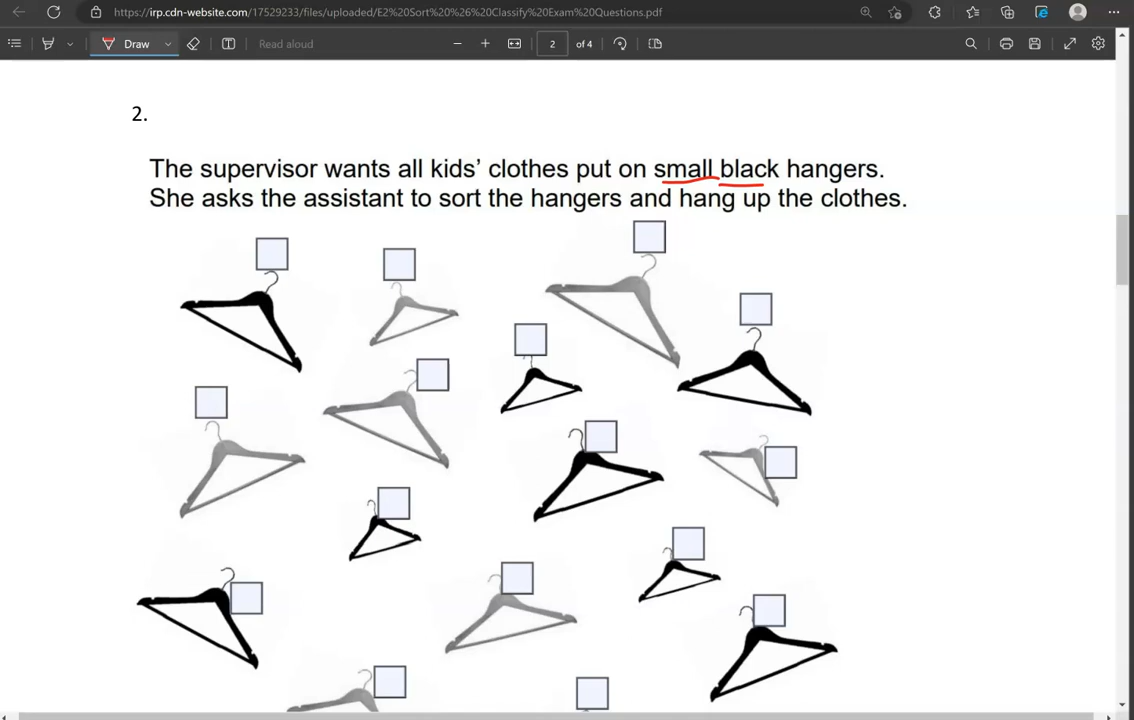 https://irp.cdn-website.com/17529233/files/uploaded/E2%20Sort%20%26%20Classify%20Exam%20Questions.pdf
Draw
Read aloud
2
of 4
2.
The supervisor wants all kids’ clothes put on small black hangers.
She asks the assistant to sort the hangers and hang up the clothes.